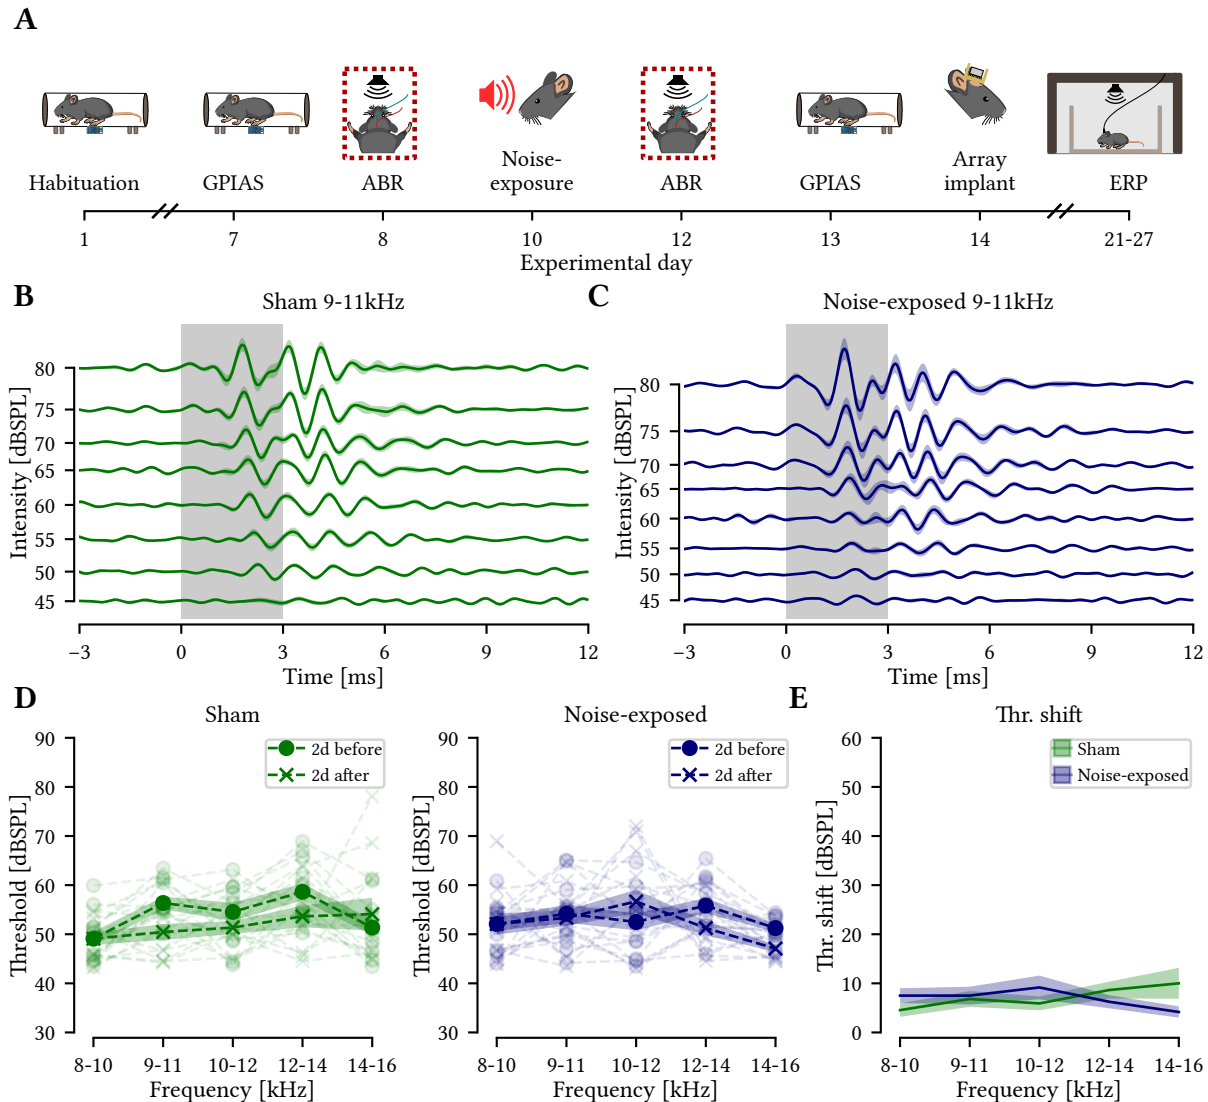 A
Habituation
GPIAS
ABR
Noise-
exposure
ABR
GPIAS
Array
implant
ERP
1
7
8
10
12
13
14
21-27
Experimental day
B
Sham 9-11kHz
Intensity [dBSPL]
80
75
70
65
60
55
50
45
−3
0
3
6
9
12
Time [ms]
C
Noise-exposed 9-11kHz
Intensity [dBSPL]
80
75
70
65
60
55
50
45
−3
0
3
6
9
12
Time [ms]
D
Sham
Threshold [dBSPL]
90
80
70
60
50
40
30
2d before
2d after
8-10
9-11
10-12
12-14
14-16
Frequency [kHz]
Noise-exposed
Threshold [dBSPL]
90
80
70
60
50
40
30
2d before
2d after
8-10
9-11
10-12
12-14
14-16
Frequency [kHz]
E
Thr. shift
Thr. shift [dBSPL]
60
50
40
30
20
10
0
Sham
Noise-exposed
8-10
9-11
10-12
12-14
14-16
Frequency [kHz]